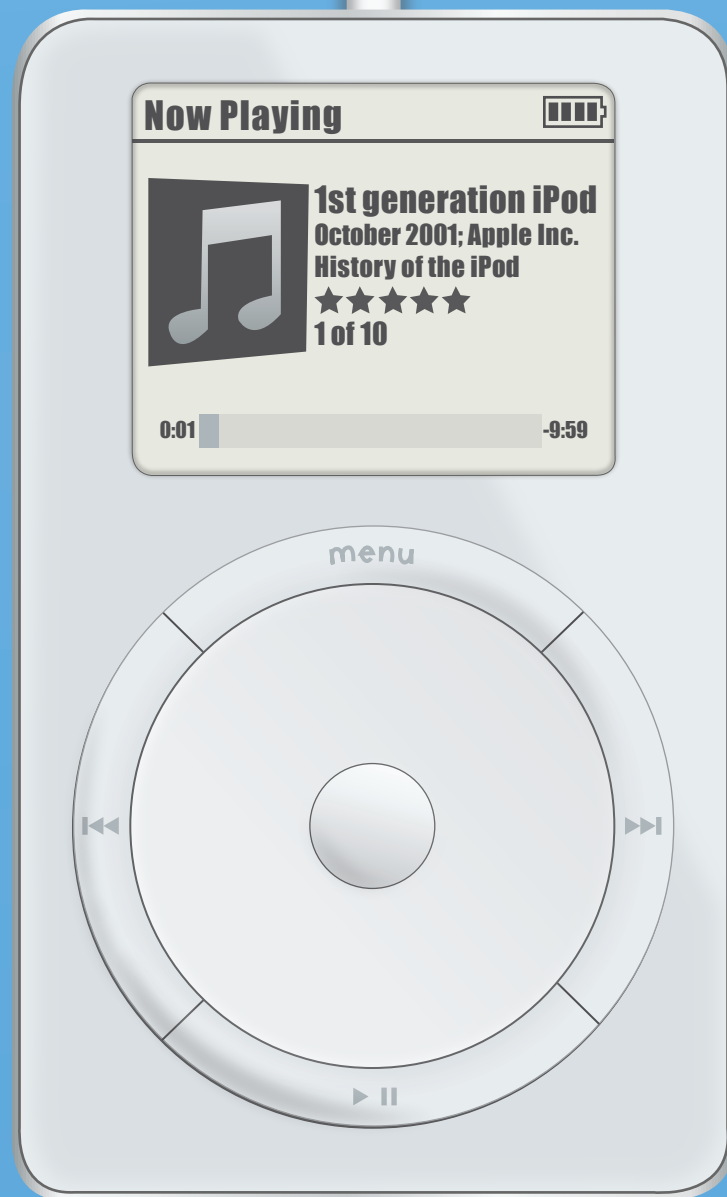 Now Playing
1st generation iPod
October 2001; Apple Inc.
History of the iPod
1 of 10
0:01 -9:59
menu